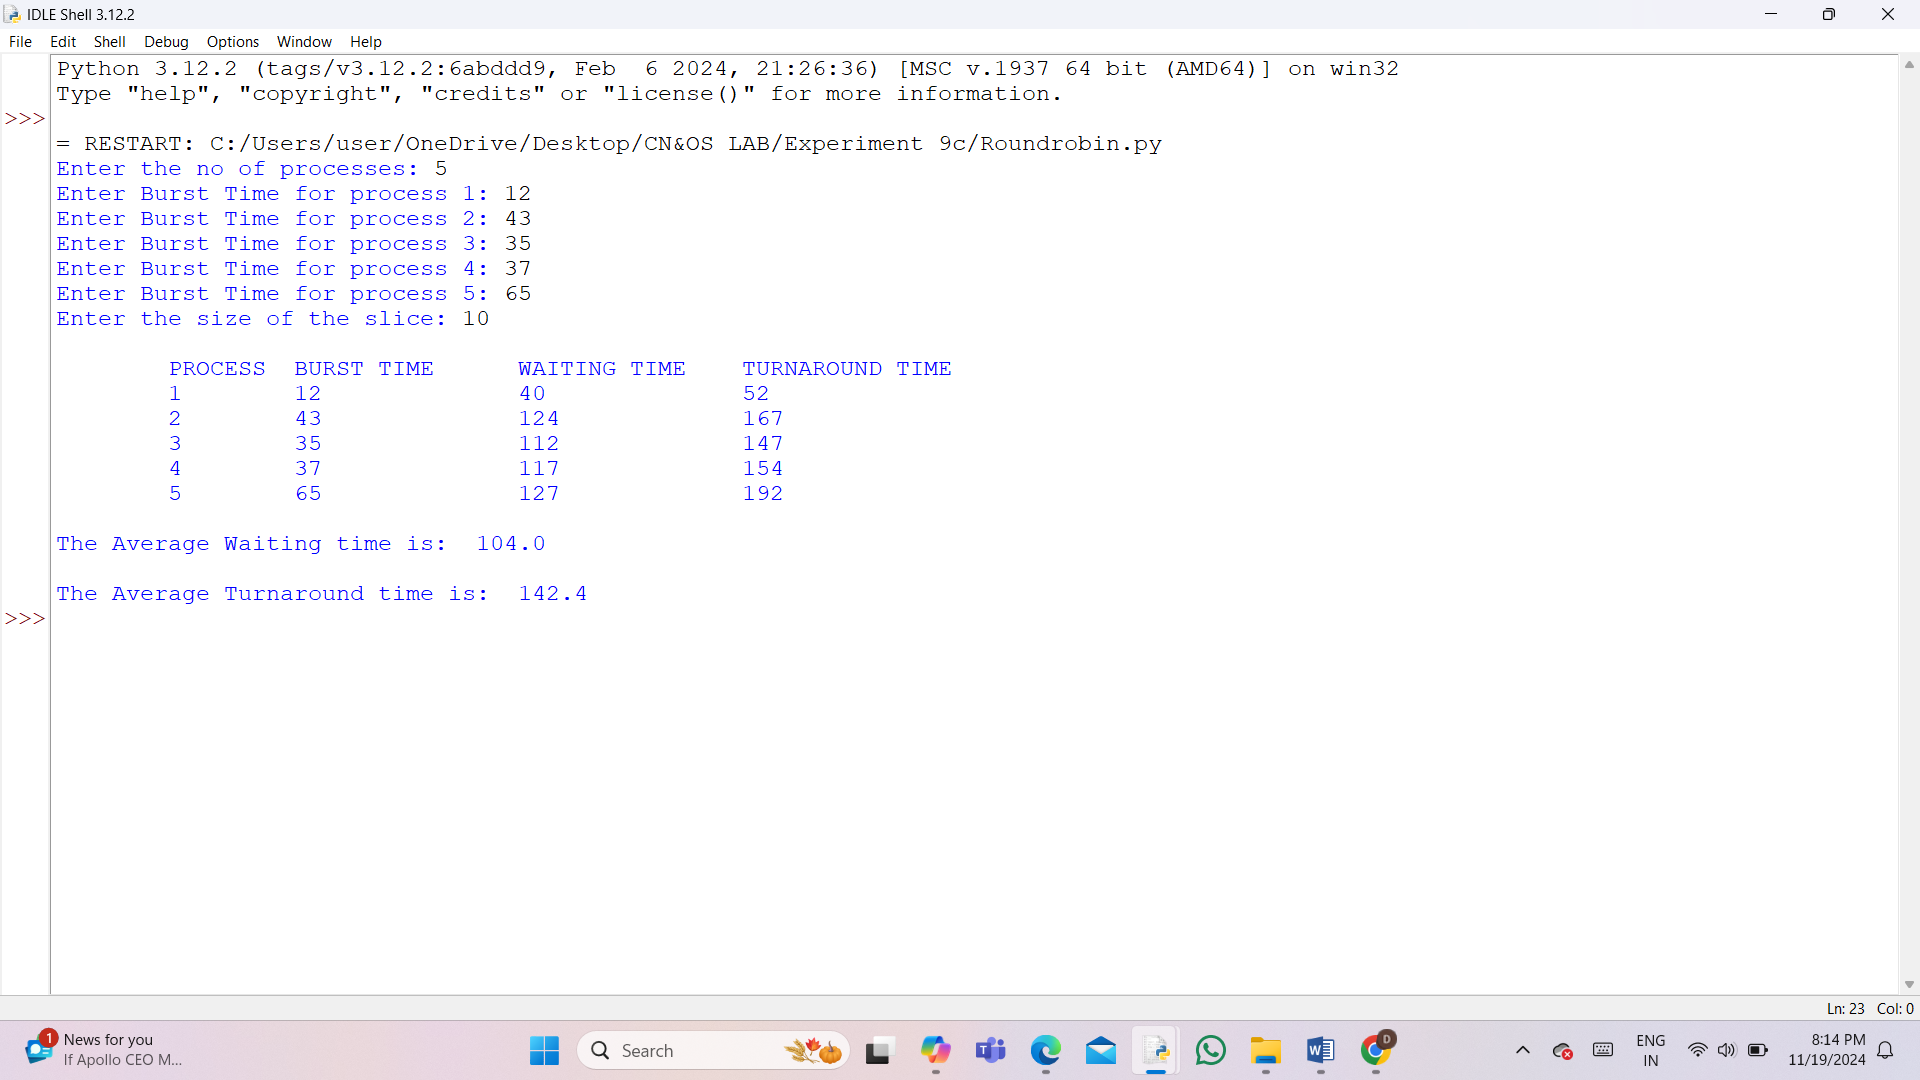 IDLE Shell 3.12.2
File Edit Shell Debug Options Window Help
Python 3.12.2 (tags/v3.12.2:6abddd9, Feb  6 2024, 21:26:36) [MSC v.1937 64 bit (AMD64)] on win32
Type "help", "copyright", "credits" or "license()" for more information.
>>>
= RESTART: C:/Users/user/OneDrive/Desktop/CN&OS LAB/Experiment 9c/Roundrobin.py
Enter the no of processes: 5
Enter Burst Time for process 1: 12
Enter Burst Time for process 2: 43
Enter Burst Time for process 3: 35
Enter Burst Time for process 4: 37
Enter Burst Time for process 5: 65
Enter the size of the slice: 10
PROCESS BURST TIME WAITING TIME TURNAROUND TIME
1 12 40 52
2 43 124 167
3 35 112 147
4 37 117 154
5 65 127 192
The Average Waiting time is:  104.0
The Average Turnaround time is:  142.4
>>>
Ln: 23 Col: 0
1 News for you
If Apollo CEO M...
Search
T
W
D
ENG
IN
8:14 PM
11/19/2024